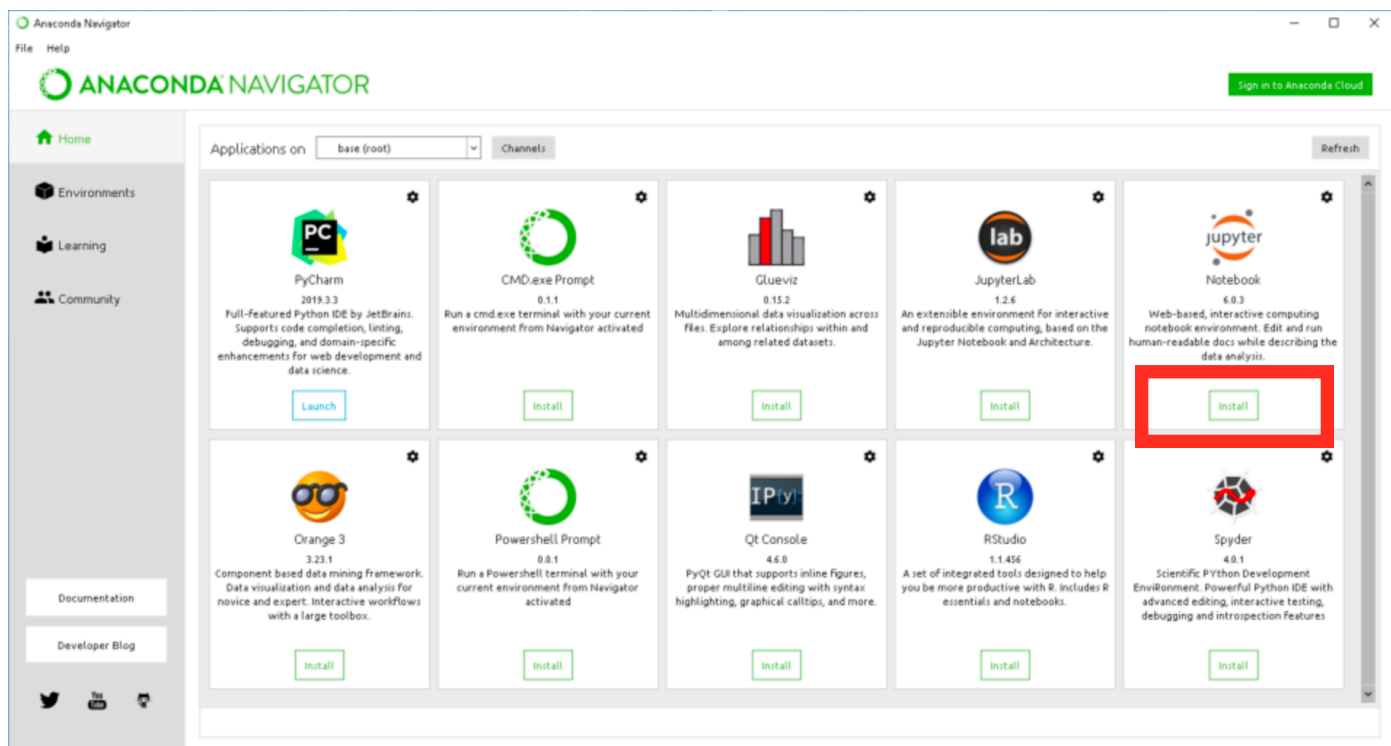 Anaconda Navigator
File Help
ANACONDA NAVIGATOR
Sign in to Anaconda Cloud
Home
Environments
Learning
Community
Documentation
Developer Blog
You
Tube
Applications on base (root) Channels Refresh
PC
PyCharm
2019.3.3
Full-featured Python IDE by JetBrains.
Supports code completion, linting,
debugging, and domain-specific
enhancements for web development and
data science.
Launch
CMD.exe Prompt
0.1.1
Run a cmd.exe terminal with your current
environment from Navigator activated
Install
Glueviz
0.15.2
Multidimensional data visualization across
files. Explore relationships within and
among related datasets.
Install
lab
JupyterLab
1.2.6
An extensible environment for interactive
and reproducible computing, based on the
Jupyter Notebook and Architecture.
Install
jupyter
Notebook
6.0.3
Web-based, interactive computing
notebook environment. Edit and run
human-readable docs while describing the
data analysis.
Install
Orange 3
3.23.1
Component based data mining framework.
Data visualization and data analysis for
novice and expert. Interactive workflows
with a large toolbox.
Install
Powershell Prompt
0.0.1
Run a Powershell terminal with your
current environment from Navigator
activated
Install
IP[y]:
Qt Console
4.6.0
PyQt GUI that supports inline figures,
proper multiline editing with syntax
highlighting, graphical calltips, and more.
Install
R
RStudio
1.1.456
A set of integrated tools designed to help
you be more productive with R. Includes R
essentials and notebooks.
Install
Spyder
4.0.1
Scientific PYthon Development
EnviRonment. Powerful Python IDE with
advanced editing, interactive testing,
debugging and introspection features
Install